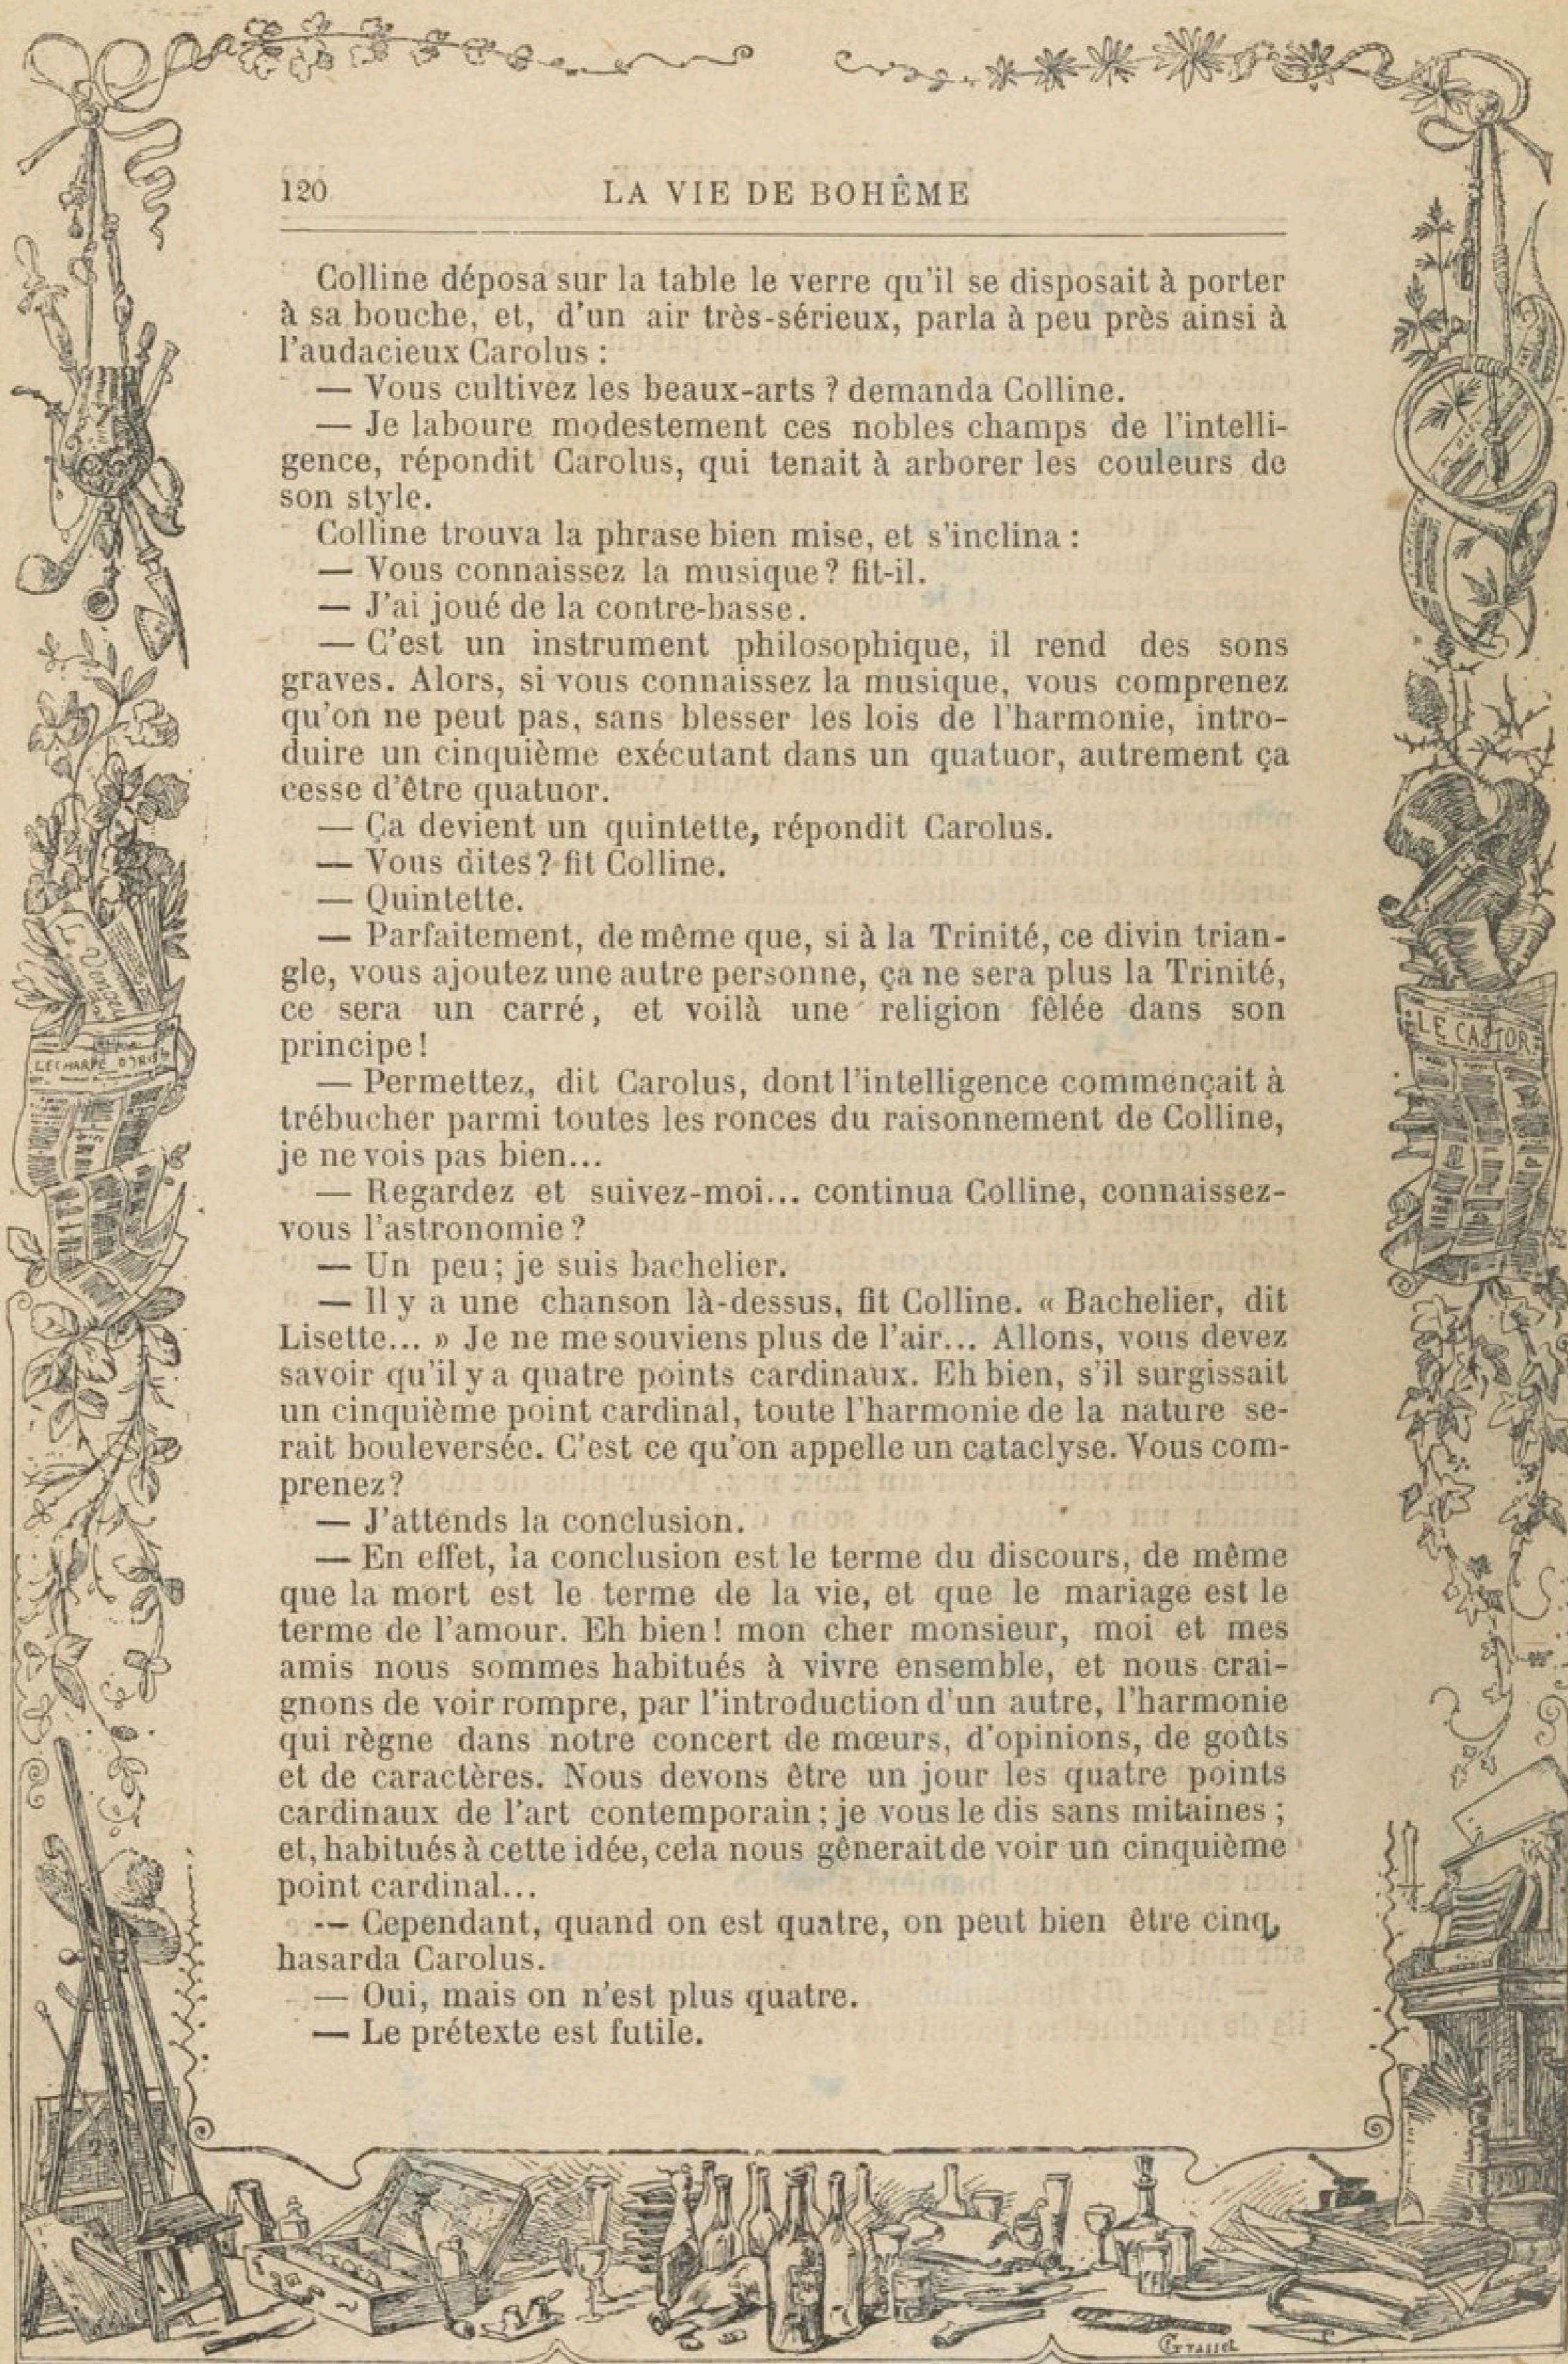 120 LA VIE DE BOHÊME
Colline déposa sur la table le verre qu'il se disposait à porter
à sa bouche, et, d'un air très-sérieux, parla à peu près ainsi à
l'audacieux Carolus :
— Vous cultivez les beaux-arts ? demanda Colline.
— Je laboure modestement ces nobles champs de l'intelli-
gence, répondit Carolus, qui tenait à arborer les couleurs de
son style.
Colline trouva la phrase bien mise, et s'inclina :
— Vous connaissez la musique ? fit-il.
— J'ai joué de la contre-basse.
— C'est un instrument philosophique, il rend des sons
graves. Alors, si vous connaissez la musique, vous comprenez
qu'on ne peut pas, sans blesser les lois de l'harmonie, intro-
duire un cinquième exécutant dans un quatuor, autrement ça
cesse d'être quatuor.
— Ça devient un quintette, répondit Carolus.
— Vous dites ? fit Colline.
— Quintette.
— Parfaitement, de même que, si à la Trinité, ce divin trian-
gle, vous ajoutez une autre personne, ça ne sera plus la Trinité,
ce sera un carré, et voilà une religion fêlée dans son
principe !
— Permettez, dit Carolus, dont l'intelligence commençait à
trébucher parmi toutes les ronces du raisonnement de Colline,
je ne vois pas bien...
— Regardez et suivez-moi... continua Colline, connaissez-
vous l'astronomie ?
— Un peu ; je suis bachelier.
— Il y a une chanson là-dessus, fit Colline. « Bachelier, dit
Lisette... » Je ne me souviens plus de l'air... Allons, vous devez
savoir qu'il y a quatre points cardinaux. Eh bien, s'il surgissait
un cinquième point cardinal, toute l'harmonie de la nature se-
rait bouleversée. C'est ce qu'on appelle un cataclyse. Vous com-
prenez ?
— J'attends la conclusion.
— En effet, la conclusion est le terme du discours, de même
que la mort est le terme de la vie, et que le mariage est le
terme de l'amour. Eh bien ! mon cher monsieur, moi et mes
amis nous sommes habitués à vivre ensemble, et nous crai-
gnons de voir rompre, par l'introduction d'un autre, l'harmonie
qui règne dans notre concert de mœurs, d'opinions, de goûts
et de caractères. Nous devons être un jour les quatre points
cardinaux de l'art contemporain ; je vous le dis sans mitaines ;
et, habitués à cette idée, cela nous gênerait de voir un cinquième
point cardinal...
— Cependant, quand on est quatre, on peut bien être cinq,
hasarda Carolus.
— Oui, mais on n'est plus quatre.
— Le prétexte est futile.
LECHARPE D'IRIS
LE CASTOR
Grasset